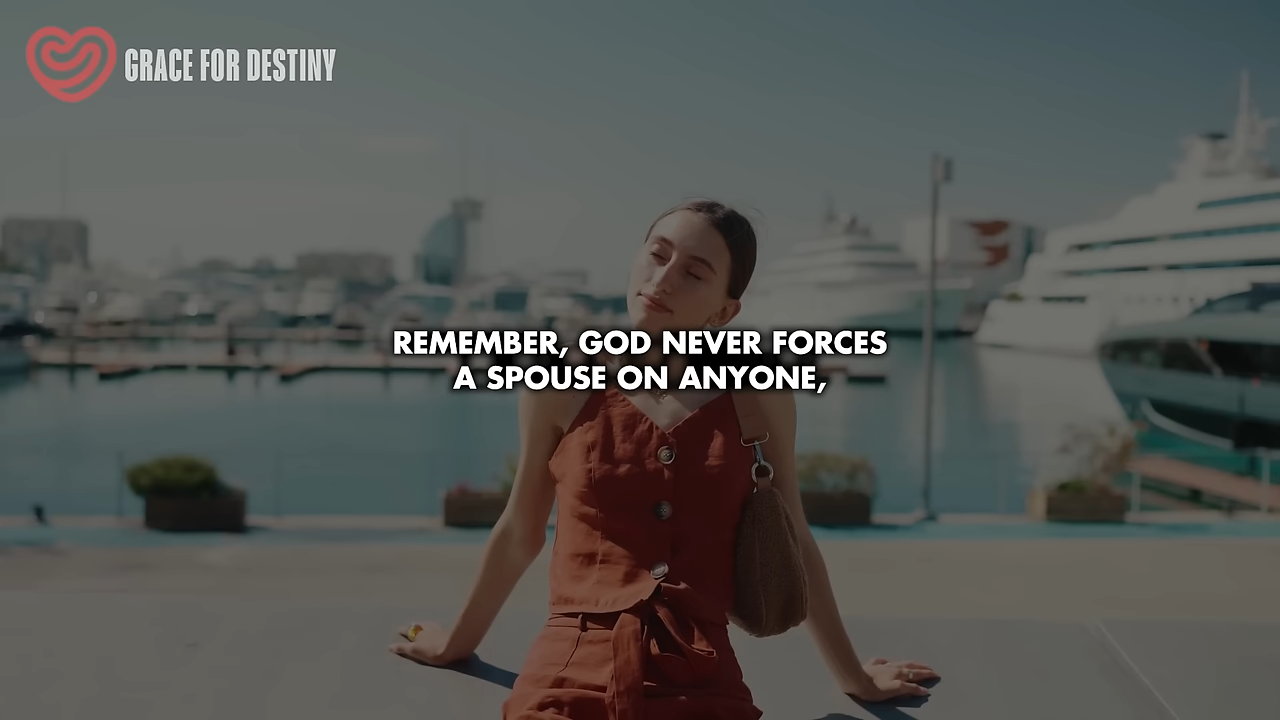 GRACE FOR DESTINY
REMEMBER, GOD NEVER FORCES
A SPOUSE ON ANYONE,